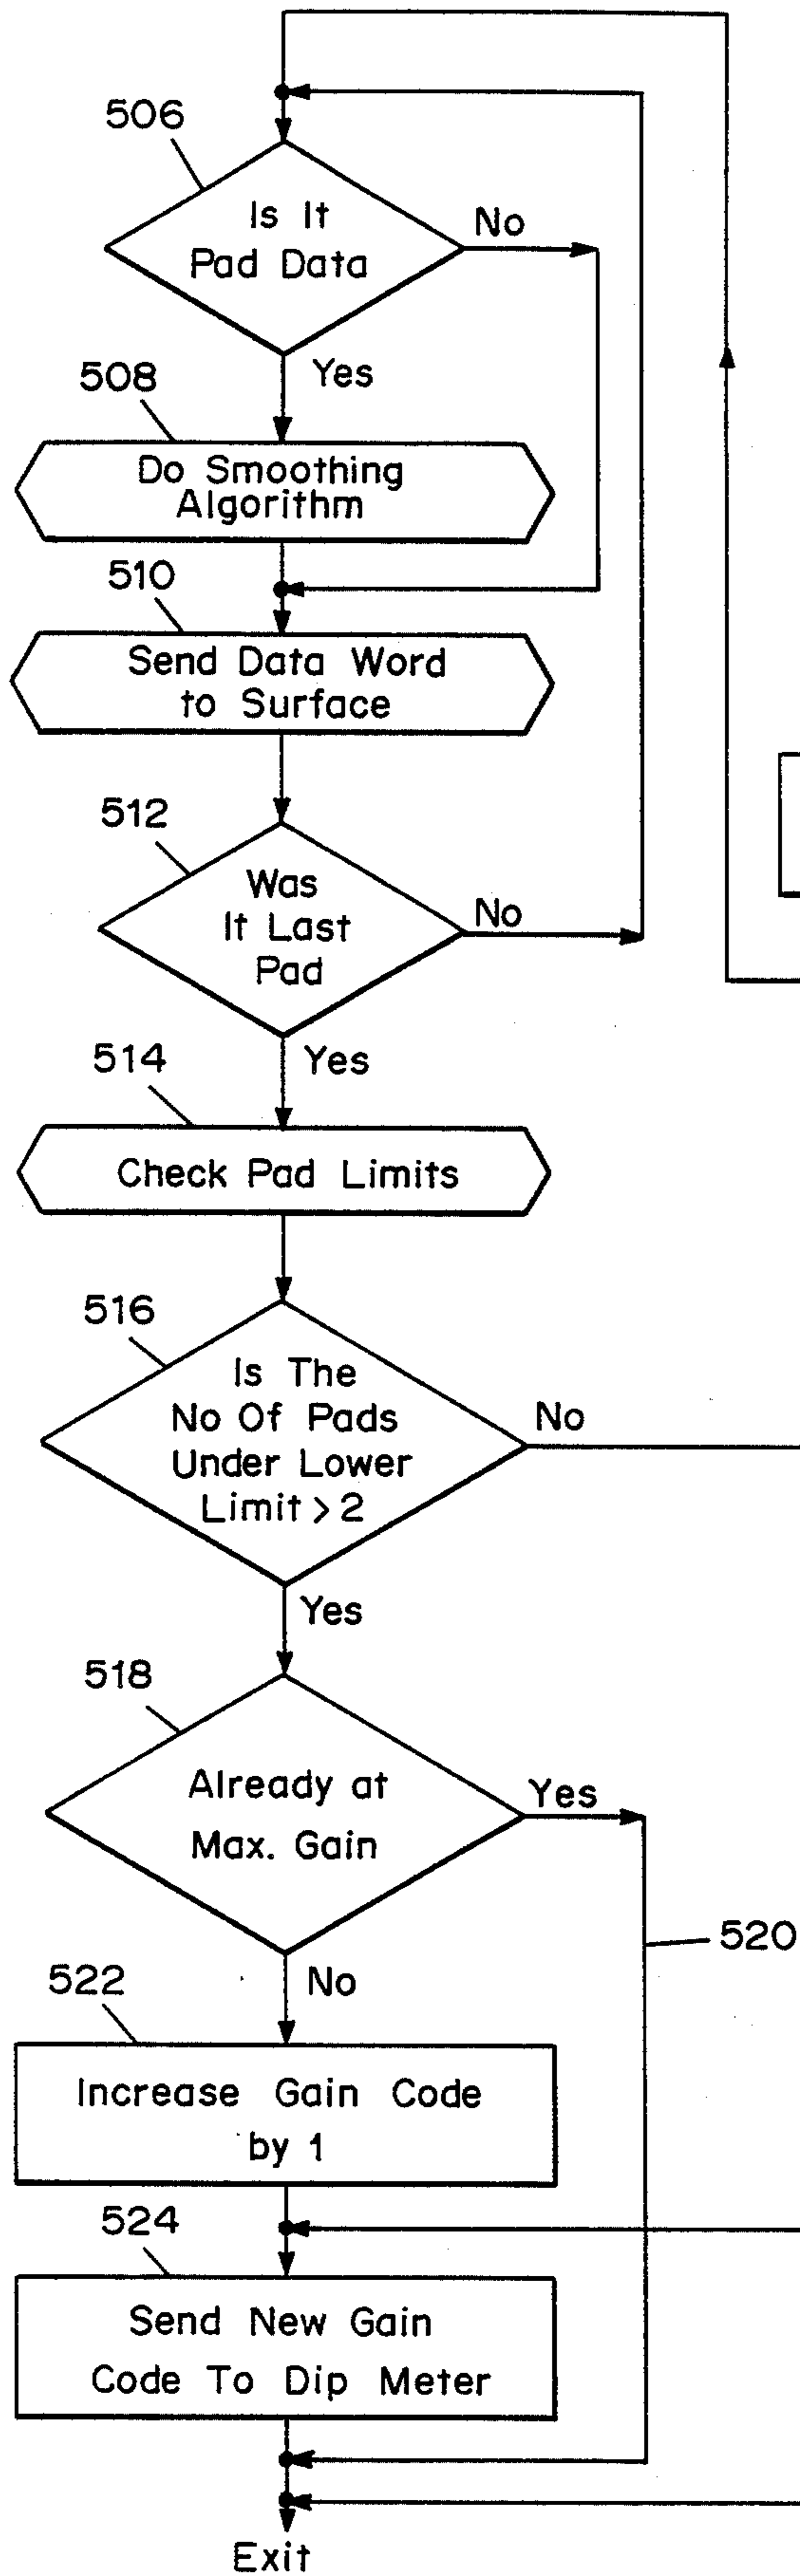 506
Is It
Pad Data
No
Yes
508
Do Smoothing
Algorithm
510
Send Data Word
to Surface
512
Was
It Last
Pad
No
Yes
514
Check Pad Limits
516
Is The
No Of Pads
Under Lower
Limit > 2
No
Yes
518
Already at
Max. Gain
Yes
520
No
522
Increase Gain Code
by 1
524
Send New Gain
Code To Dip Meter
Exit